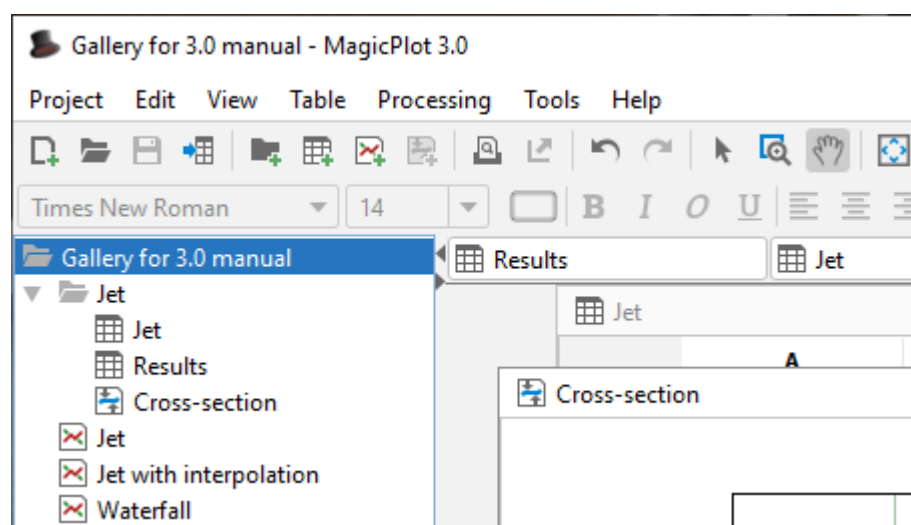 Gallery for 3.0 manual - MagicPlot 3.0
Project Edit View Table Processing Tools Help
Times New Roman 14 B I O U
Gallery for 3.0 manual
Jet
Jet
Results
Cross-section
Jet
Jet with interpolation
Waterfall
Results Jet
Jet
A
Cross-section